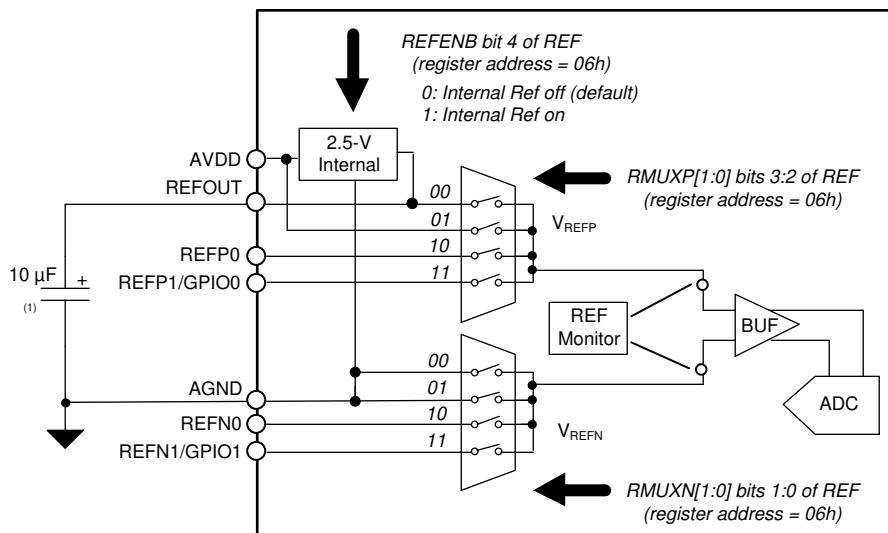 REFENB bit 4 of REF
(register address = 06h)
0: Internal Ref off (default)
1: Internal Ref on
2.5-V
Internal
AVDD
REFOUT
REFP0
REFP1/GPIO0
10 µF
+
(1)
00
01
10
11
RMUXP[1:0] bits 3:2 of REF
(register address = 06h)
VREFP
REF
Monitor
BUF
ADC
AGND
REFN0
REFN1/GPIO1
00
01
10
11
VREFN
RMUXN[1:0] bits 1:0 of REF
(register address = 06h)